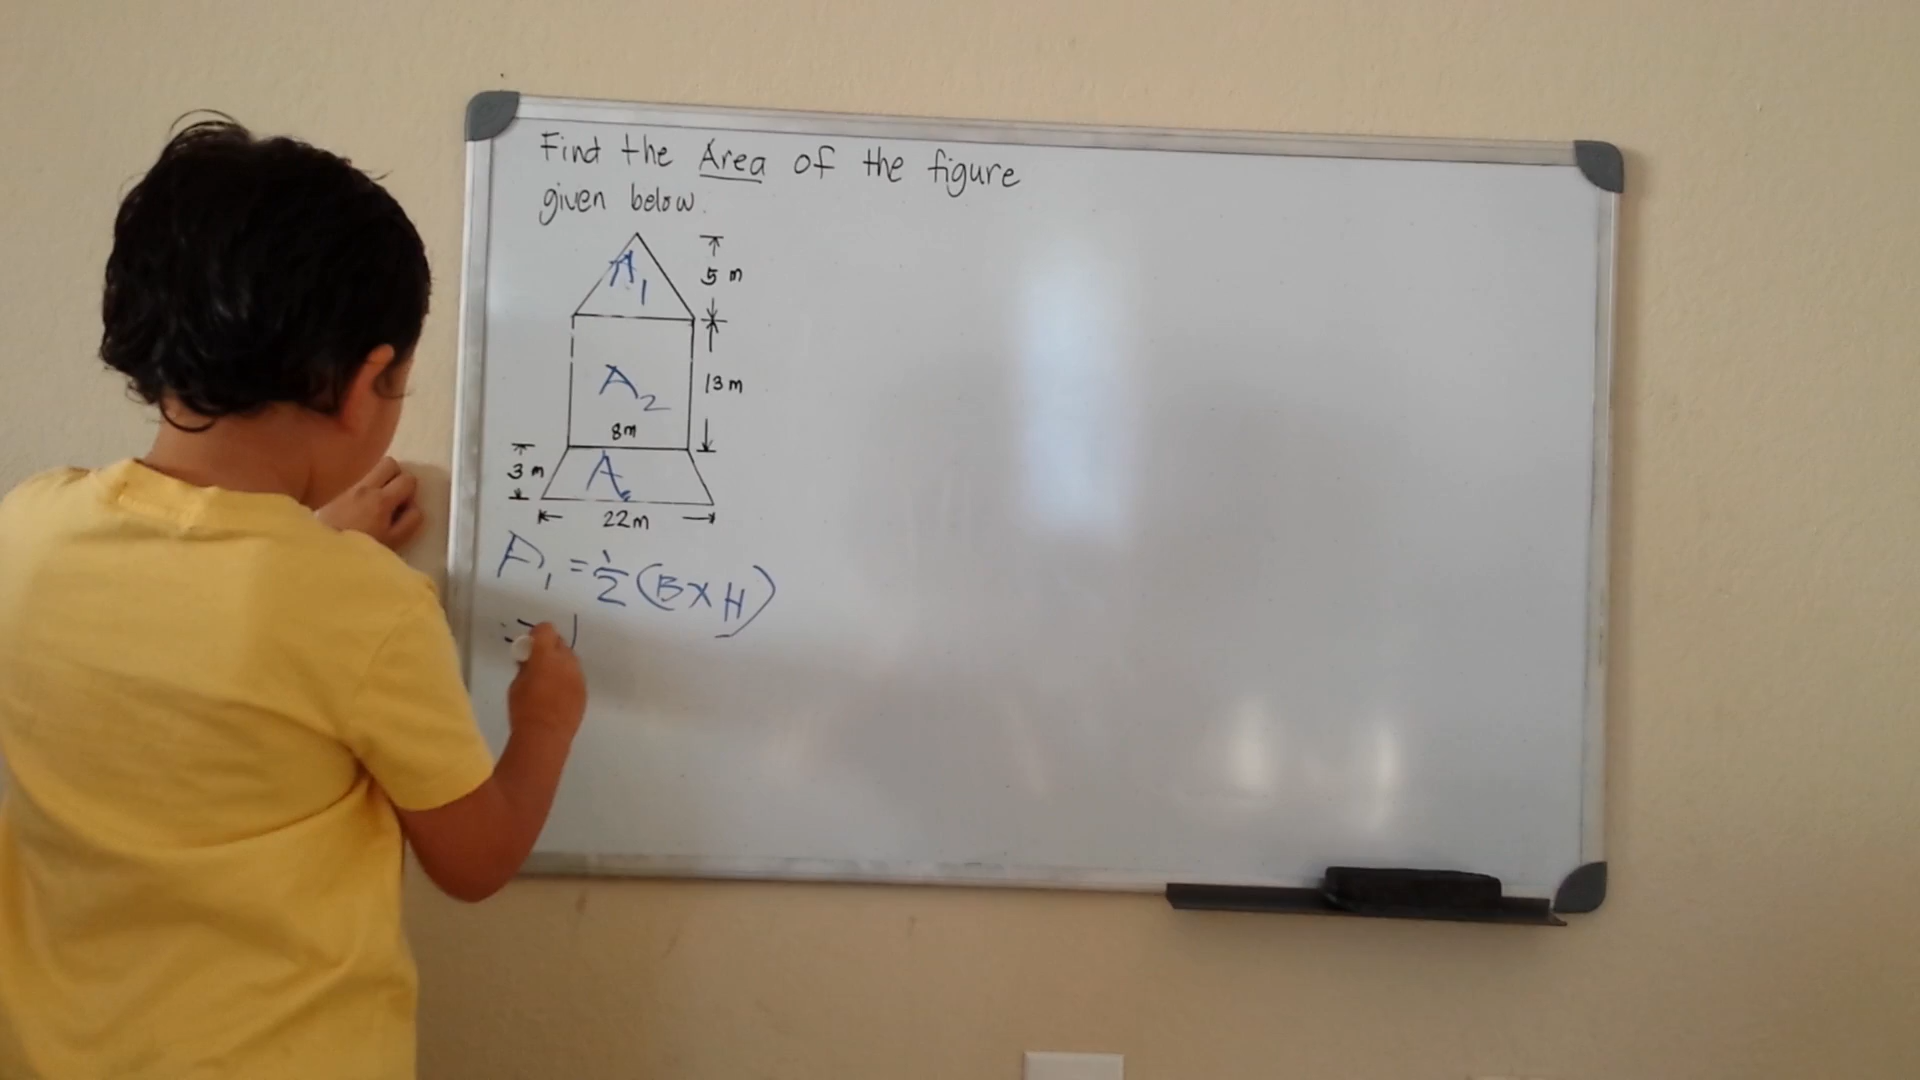 Find the Area of the figure
given below.
A1
5 m
A2
13 m
8m
3 m
A
22m
A1 = 1/2 (B X H)
=